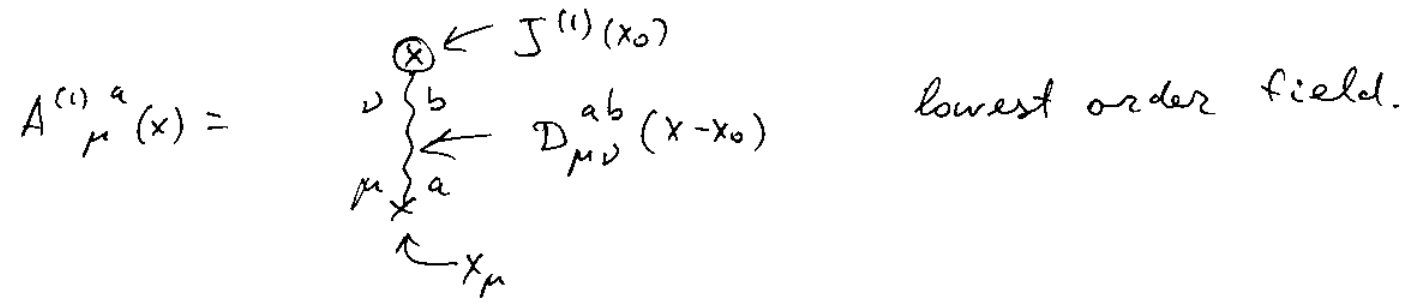 J^{(1)}(x_0)
A^{(1) a}_μ(x) =
ν b
D^{ab}_{μν}(x-x_0)
lowest order field.
μ a
x_μ